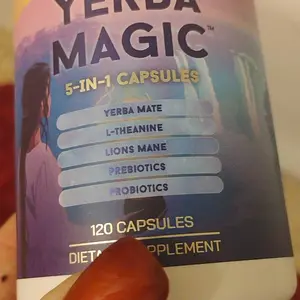 YERBA
MAGIC™
5-IN-1 CAPSULES
YERBA MATE
L-THEANINE
LIONS MANE
PREBIOTICS
PROBIOTICS
120 CAPSULES